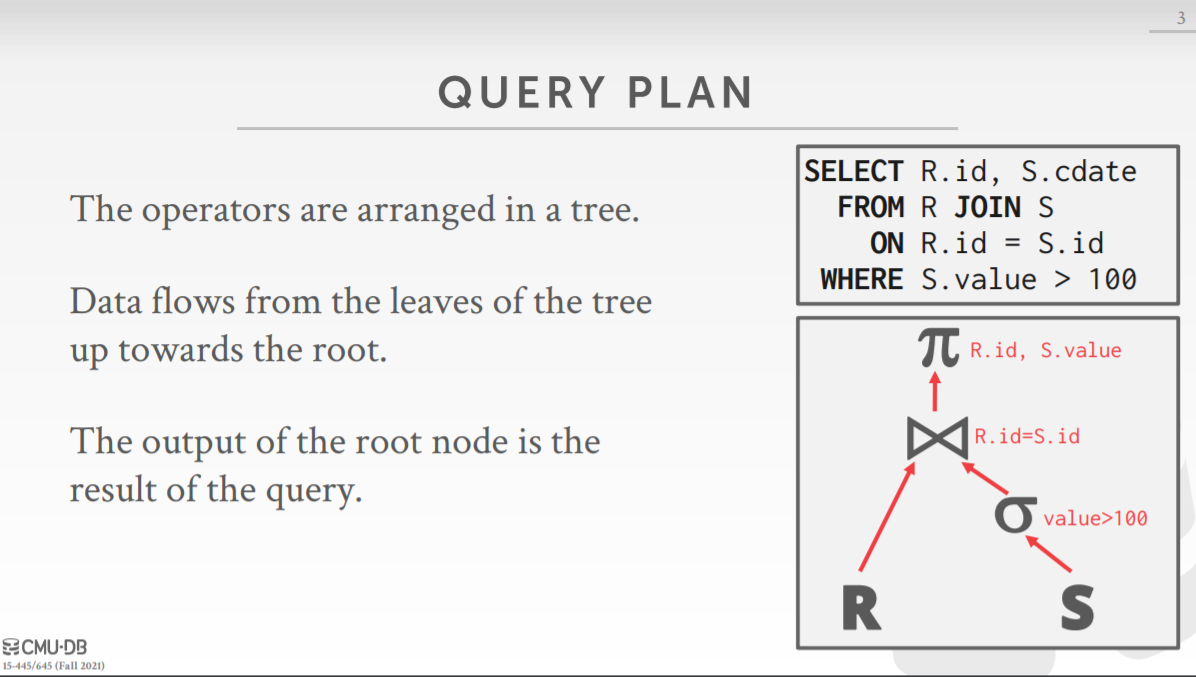 3
QUERY PLAN
The operators are arranged in a tree.
Data flows from the leaves of the tree
up towards the root.
The output of the root node is the
result of the query.
SELECT R.id, S.cdate
FROM R JOIN S
ON R.id = S.id
WHERE S.value > 100
π R.id, S.value
⋈ R.id=S.id
σ value>100
R S
CMU·DB
15-445/645 (Fall 2021)